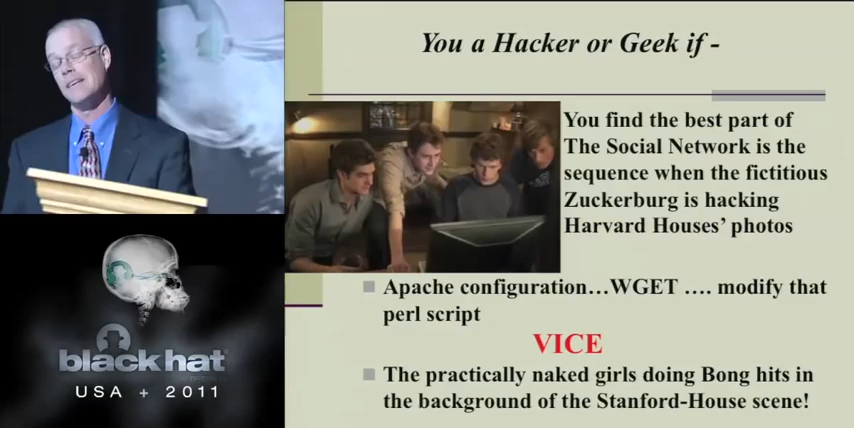 You a Hacker or Geek if -
You find the best part of
The Social Network is the
sequence when the fictitious
Zuckerburg is hacking
Harvard Houses’ photos
Apache configuration…WGET …. modify that
perl script
VICE
The practically naked girls doing Bong hits in
the background of the Stanford-House scene!
black hat
USA + 2011